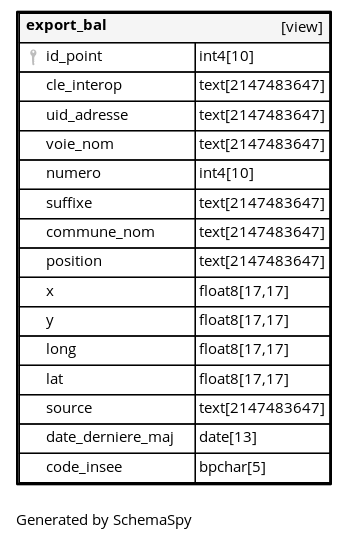 export_bal [view]
id_point int4[10]
cle_interop text[2147483647]
uid_adresse text[2147483647]
voie_nom text[2147483647]
numero int4[10]
suffixe text[2147483647]
commune_nom text[2147483647]
position text[2147483647]
x float8[17,17]
y float8[17,17]
long float8[17,17]
lat float8[17,17]
source text[2147483647]
date_derniere_maj date[13]
code_insee bpchar[5]
Generated by SchemaSpy